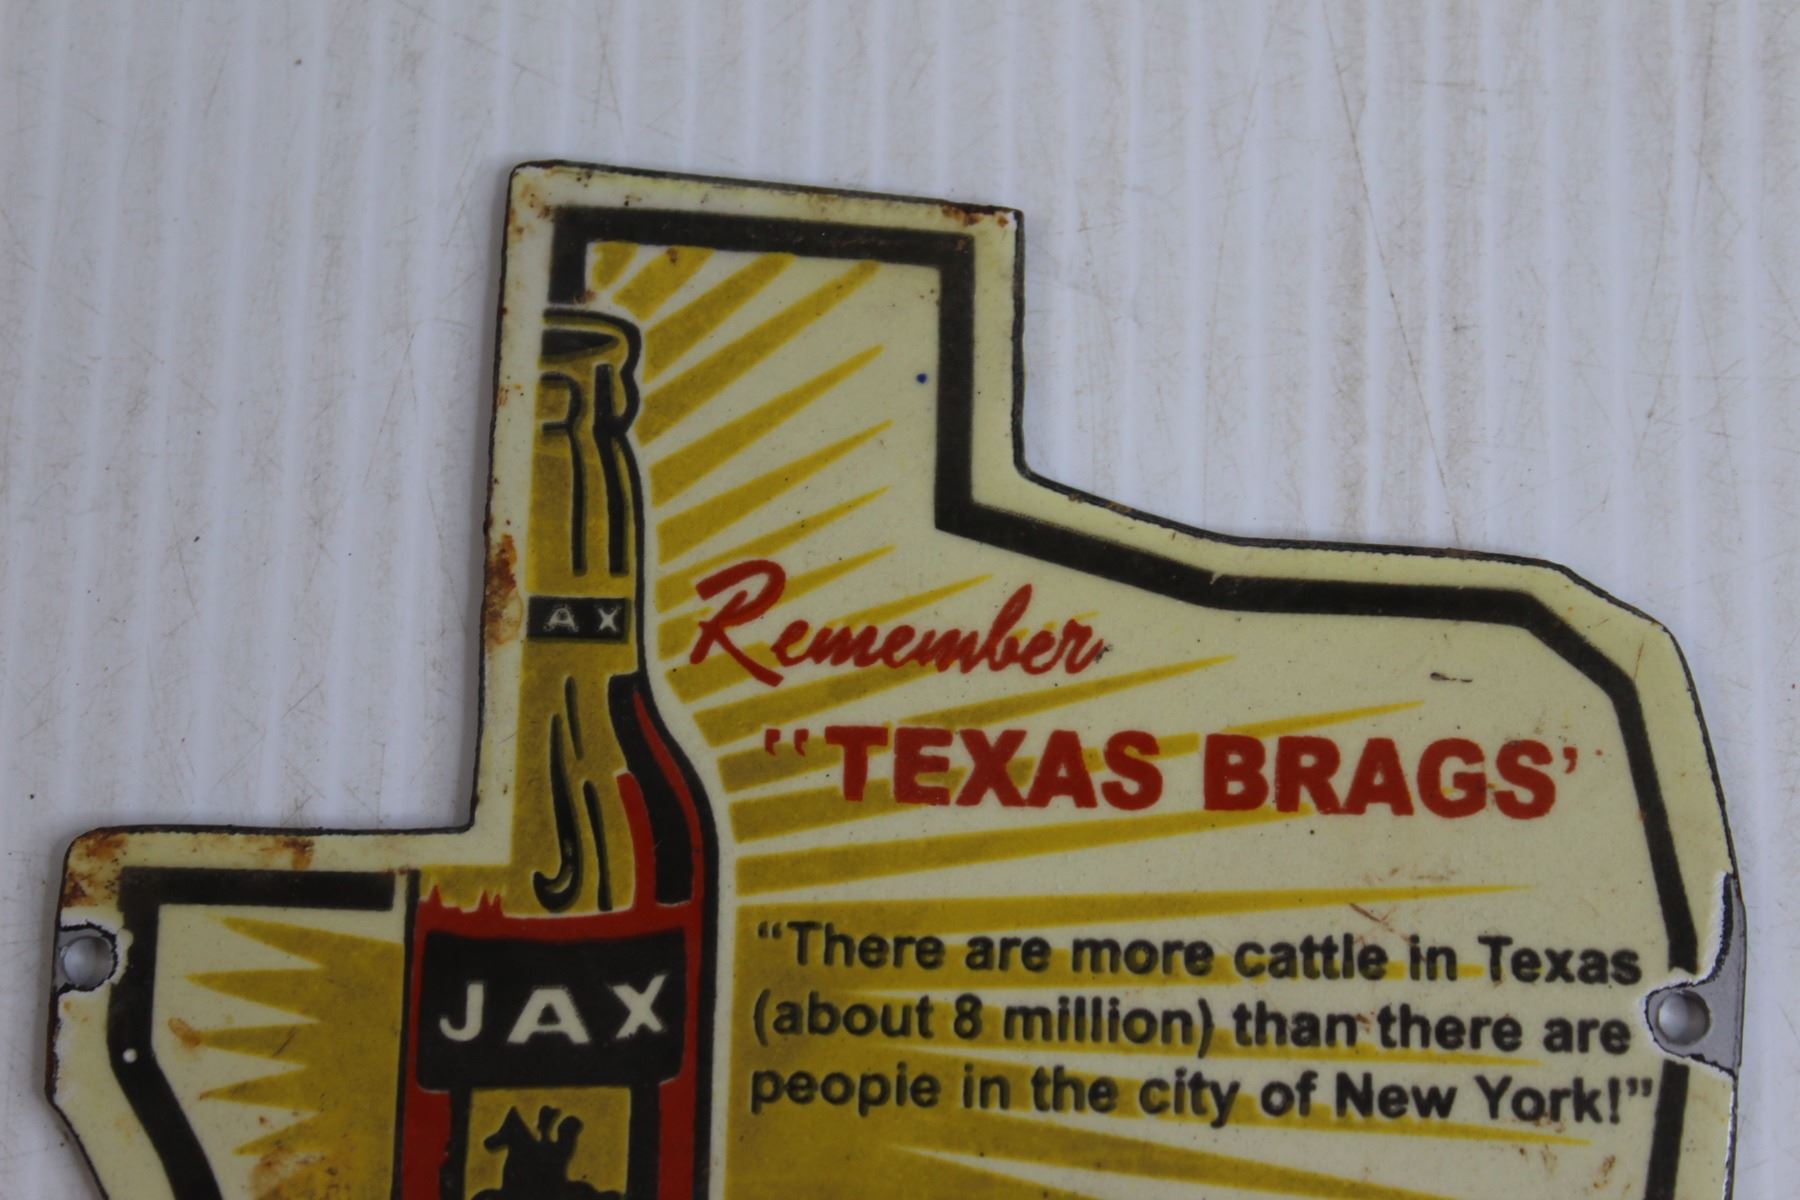 AX
Remember
"TEXAS BRAGS'
"There are more cattle in Texas
(about 8 million) than there are
people in the city of New York!"
JAX